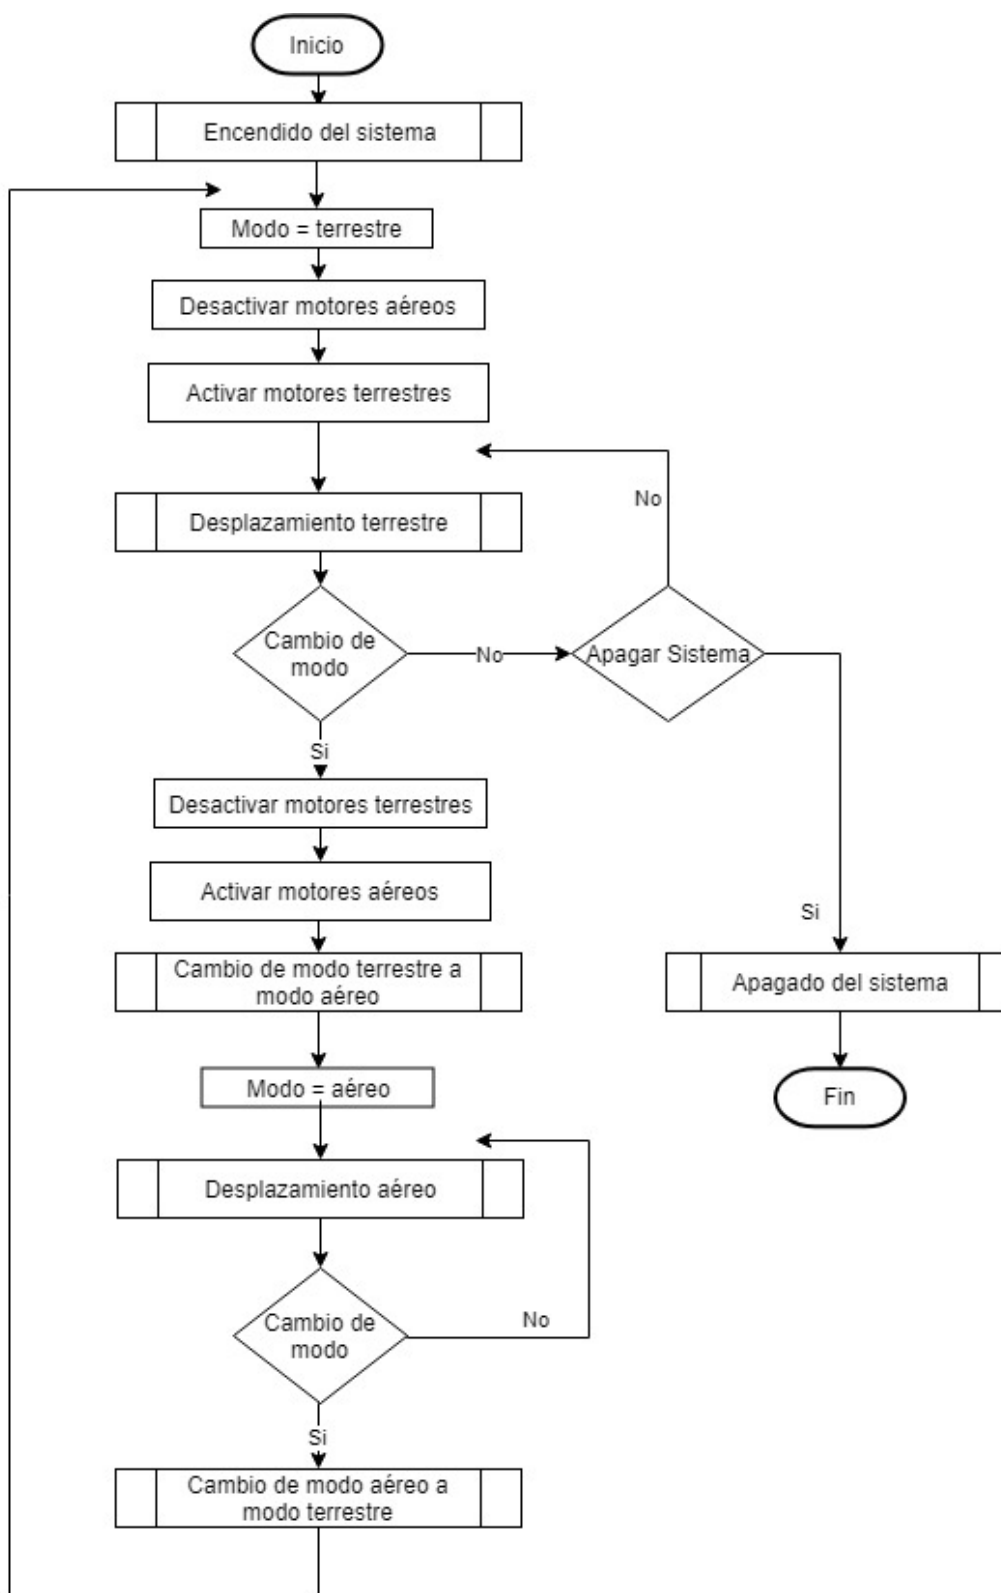 Inicio
Encendido del sistema
Modo = terrestre
Desactivar motores aéreos
Activar motores terrestres
No
Desplazamiento terrestre
Cambio de
modo
No
Apagar Sistema
Si
Desactivar motores terrestres
Activar motores aéreos
Si
Cambio de modo terrestre a
modo aéreo
Apagado del sistema
Modo = aéreo
Fin
Desplazamiento aéreo
Cambio de
modo
No
Si
Cambio de modo aéreo a
modo terrestre